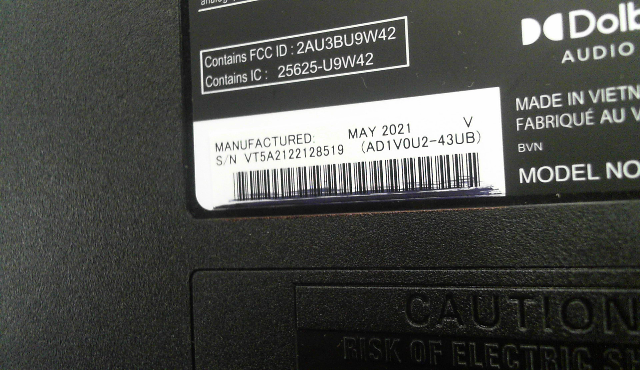 Contains FCC ID : 2AU3BU9W42
Contains IC : 25625-U9W42
AUDIO
MANUFACTURED: MAY 2021 V
S/N VT5A2122128519 (AD1V0U2-43UB)
MADE IN VIETN
FABRIQUÉ AU V
BVN
MODEL NO
CAUTION
RISK OF ELECTRIC SH